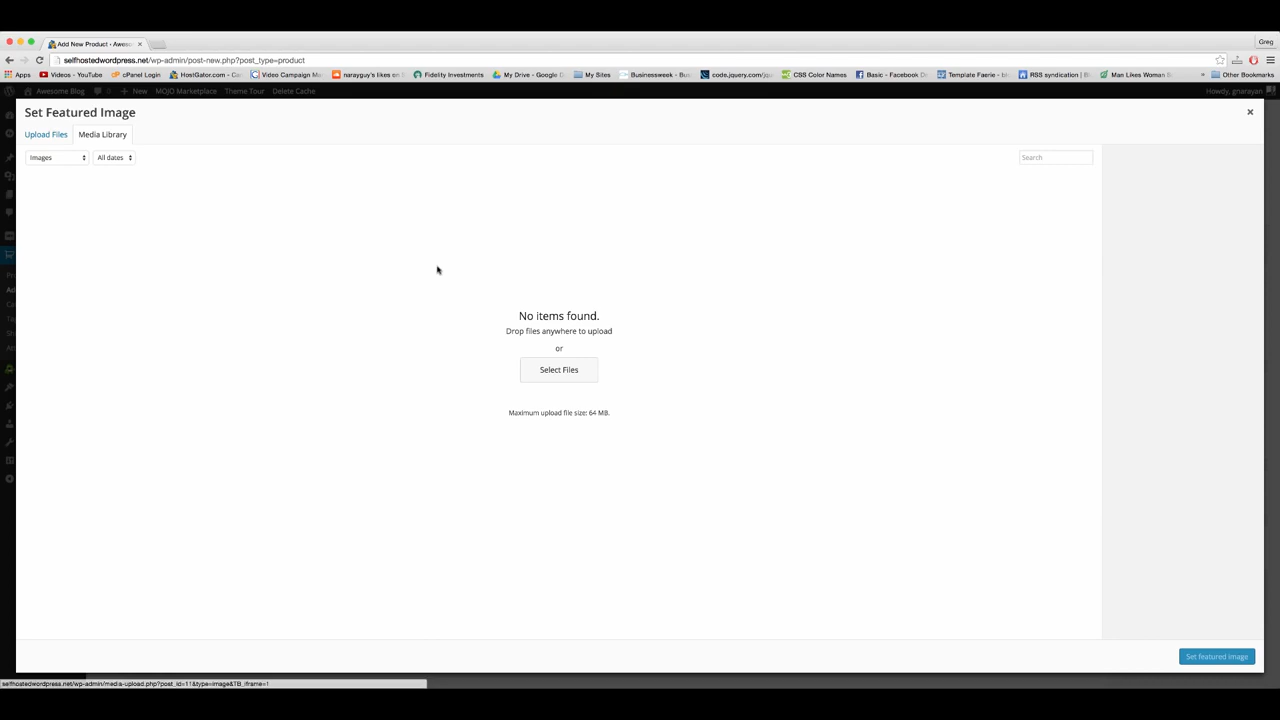 Add New Product ‹ Aweso
Greg
selfhostedwordpress.net/wp-admin/post-new.php?post_type=product
Apps Videos - YouTube cPanel Login HostGator.com - Ca Video Campaign Ma narayguy's likes on Fidelity Investments My Drive - Google D My Sites Businessweek - Bus code.jquery.com/jqu CSS Color Names Basic - Facebook De Template Faerie - bl RSS syndication | Br Man Likes Woman B Other Bookmarks
Awesome Blog 0 New MOJO Marketplace Theme Tour Delete Cache Howdy, gnarayan
Set Featured Image
Upload Files Media Library
Images All dates Search
No items found.
Drop files anywhere to upload
or
Select Files
Maximum upload file size: 64 MB.
Set featured image
selfhostedwordpress.net/wp-admin/media-upload.php?post_id=11&type=image&TB_iframe=1